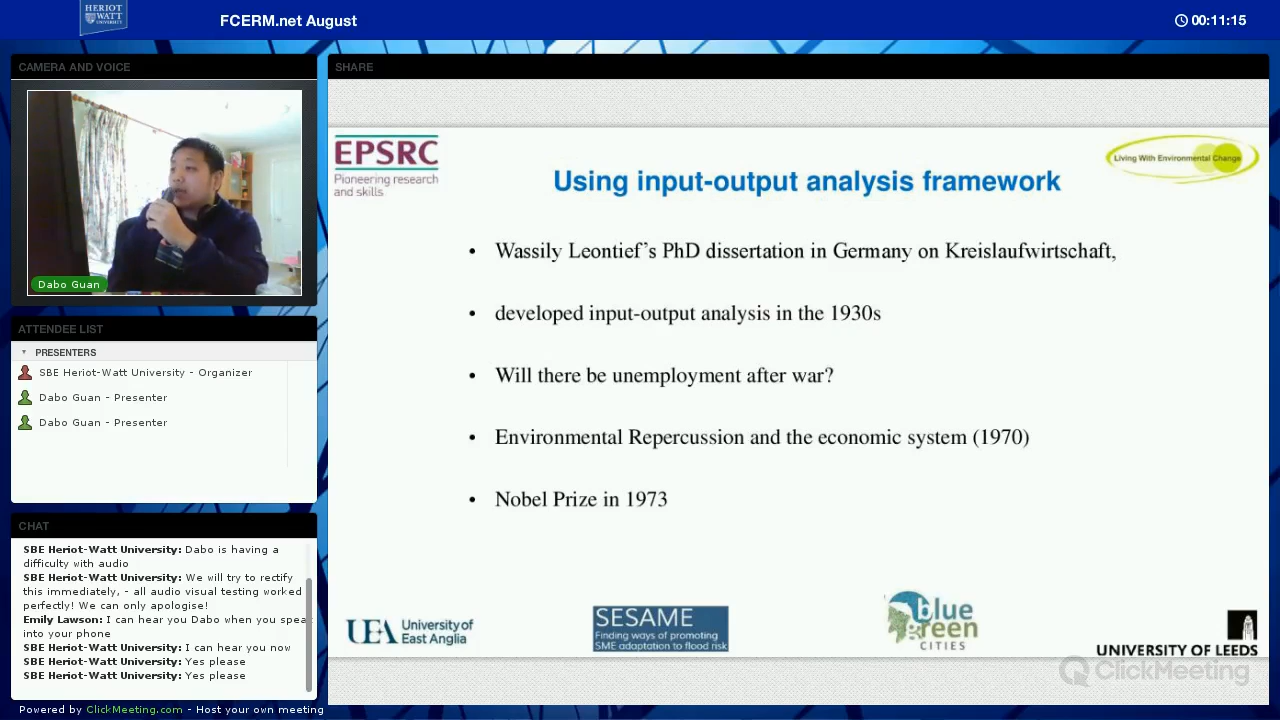 HERIOT
WATT
UNIVERSITY
FCERM.net August
00:11:15
CAMERA AND VOICE
Dabo Guan
ATTENDEE LIST
PRESENTERS
SBE Heriot-Watt University - Organizer
Dabo Guan - Presenter
Dabo Guan - Presenter
CHAT
SBE Heriot-Watt University: Dabo is having a
difficulty with audio
SBE Heriot-Watt University: We will try to rectify
this immediately, - all audio visual testing worked
perfectly! We can only apologise!
Emily Lawson: I can hear you Dabo when you speak
into your phone
SBE Heriot-Watt University: I can hear you now
SBE Heriot-Watt University: Yes please
SBE Heriot-Watt University: Yes please
Powered by ClickMeeting.com - Host your own meeting
SHARE
EPSRC
Pioneering research
and skills
Living With Environmental Change
Using input-output analysis framework
• Wassily Leontief's PhD dissertation in Germany on Kreislaufwirtschaft,
• developed input-output analysis in the 1930s
• Will there be unemployment after war?
• Environmental Repercussion and the economic system (1970)
• Nobel Prize in 1973
UEA University of
East Anglia
SESAME
Finding ways of promoting
SME adaptation to flood risk
blue
green
CITIES
UNIVERSITY OF LEEDS
ClickMeeting